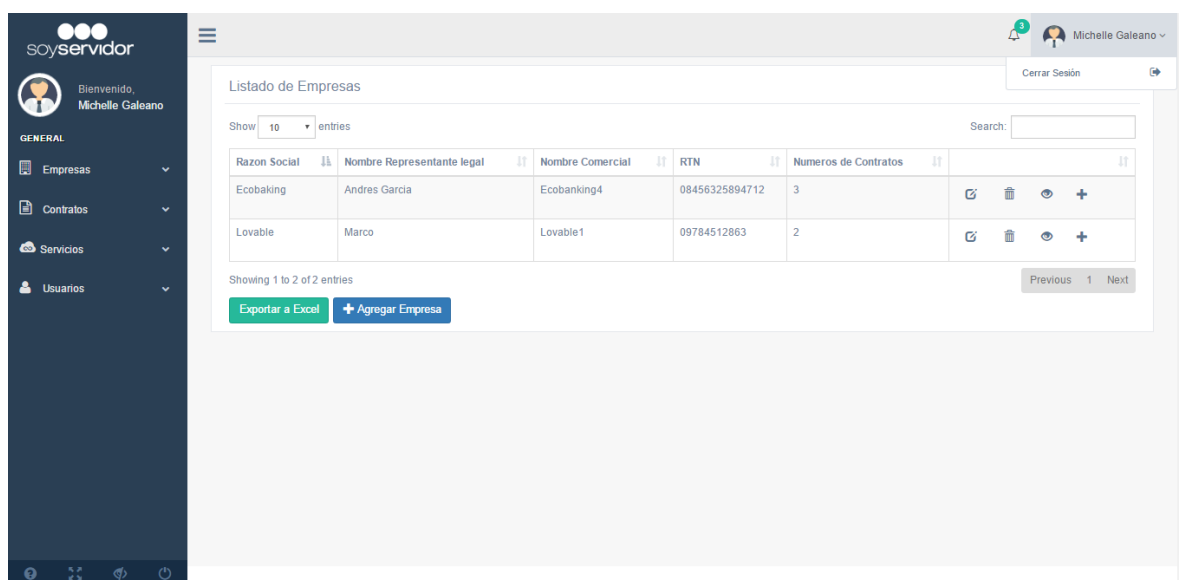 soyservidor
3
Michelle Galeano
Cerrar Sesión
Bienvenido,
Michelle Galeano
GENERAL
Empresas
Contratos
Servicios
Usuarios
Listado de Empresas
Show 10 entries
Search:
Razon Social Nombre Representante legal Nombre Comercial RTN Numeros de Contratos
Ecobaking Andres Garcia Ecobanking4 08456325894712 3
Lovable Marco Lovable1 09784512863 2
Showing 1 to 2 of 2 entries
Previous 1 Next
Exportar a Excel
Agregar Empresa